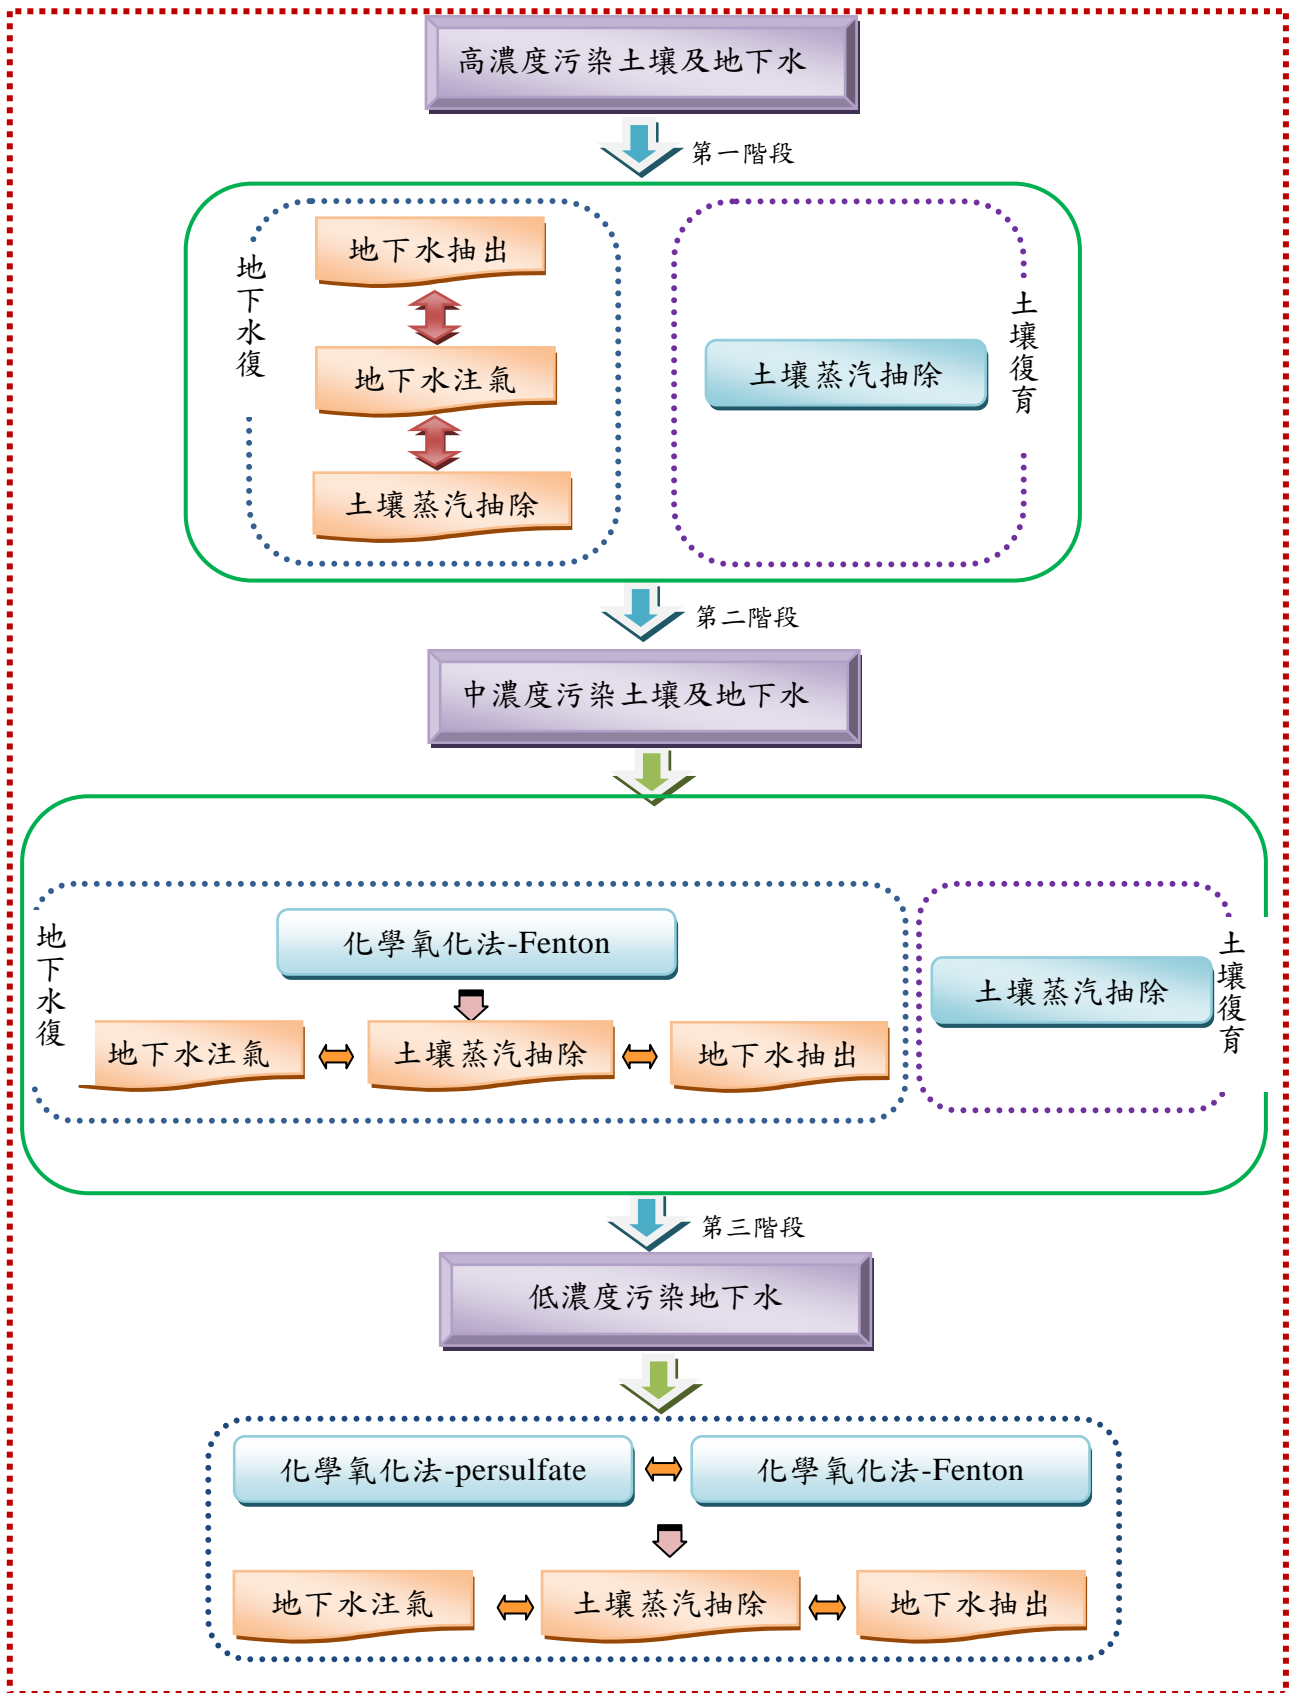 高濃度污染土壤及地下水
第一階段
地下水復
地下水抽出
地下水注氣
土壤蒸汽抽除
土壤蒸汽抽除
土壤復育
第二階段
中濃度污染土壤及地下水
地下水復
化學氧化法-Fenton
地下水注氣
土壤蒸汽抽除
地下水抽出
土壤蒸汽抽除
土壤復育
第三階段
低濃度污染地下水
化學氧化法-persulfate
化學氧化法-Fenton
地下水注氣
土壤蒸汽抽除
地下水抽出